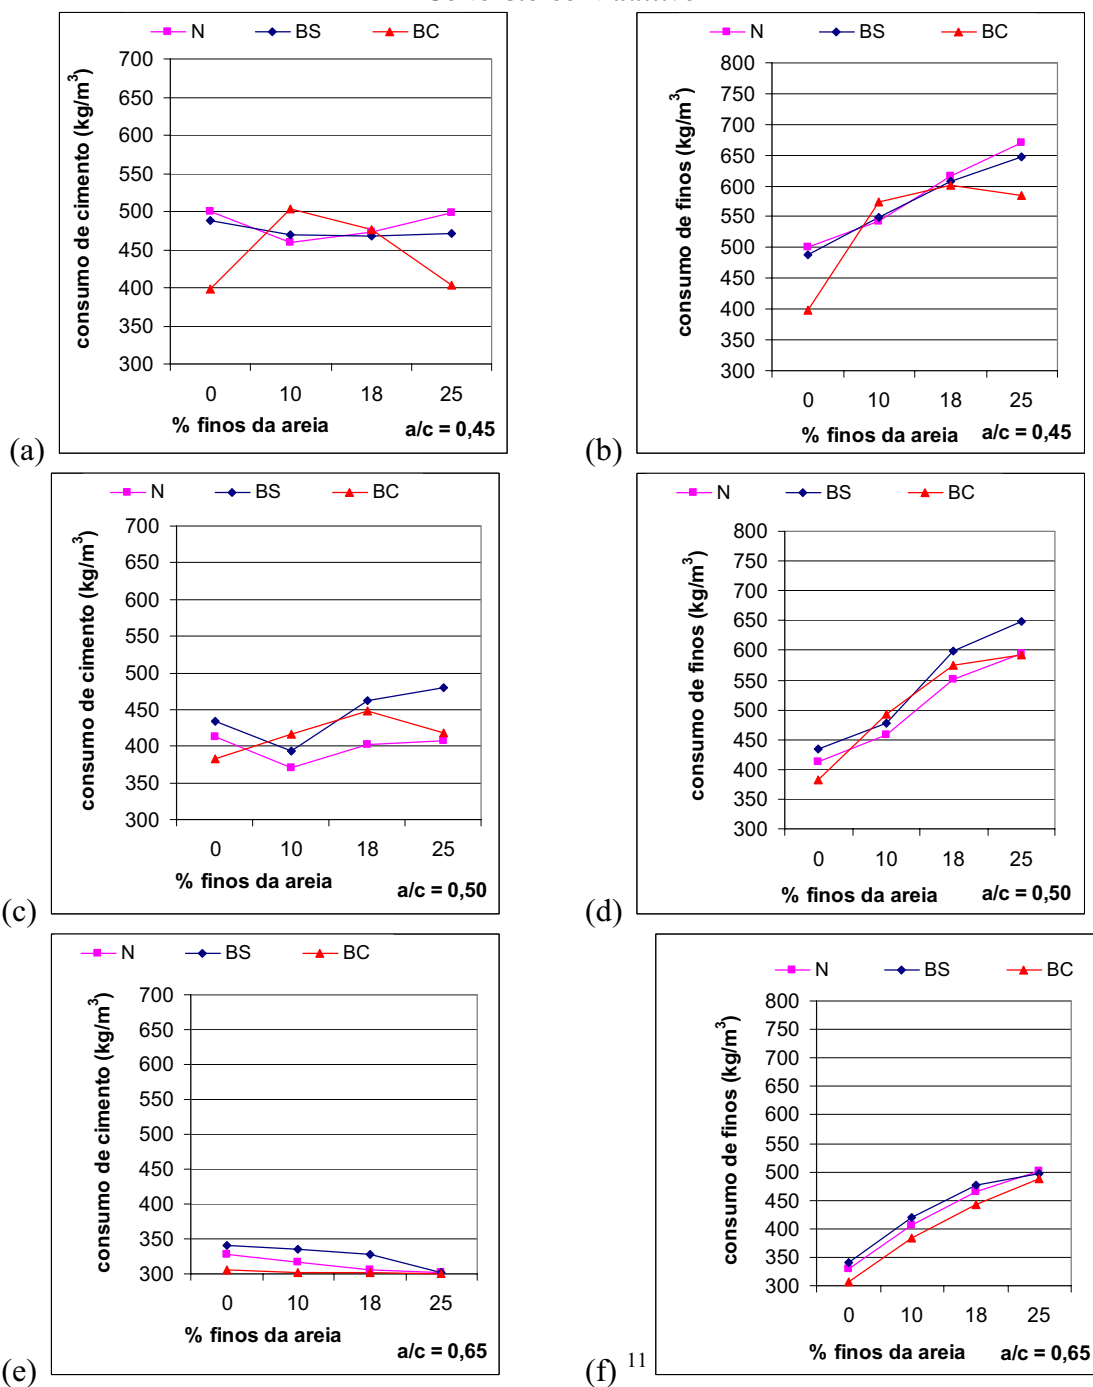 N BS BC
consumo de cimento (kg/m³)
700
650
600
550
500
450
400
350
300
0 10 18 25
% finos da areia a/c = 0,45
(a)
N BS BC
consumo de finos (kg/m³)
800
750
700
650
600
550
500
450
400
350
300
0 10 18 25
% finos da areia a/c = 0,45
(b)
N BS BC
consumo de cimento (kg/m³)
700
650
600
550
500
450
400
350
300
0 10 18 25
% finos da areia a/c = 0,50
(c)
N BS BC
consumo de finos (kg/m³)
800
750
700
650
600
550
500
450
400
350
300
0 10 18 25
% finos da areia a/c = 0,50
(d)
N BS BC
consumo de cimento (kg/m³)
700
650
600
550
500
450
400
350
300
0 10 18 25
% finos da areia a/c = 0,65
(e)
N BS BC
consumo de finos (kg/m³)
800
750
700
650
600
550
500
450
400
350
300
0 10 18 25
% finos da areia a/c = 0,65
(f) 11